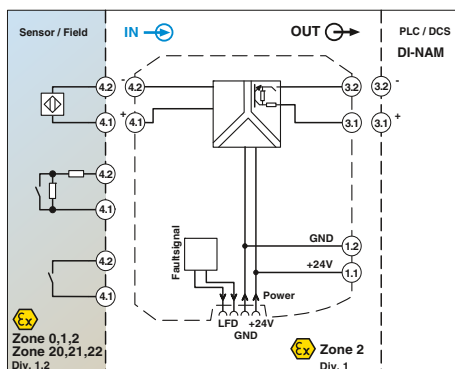 Sensor / Field
IN
OUT
PLC / DCS
DI-NAM
4.2
-
4.2
3.2
3.2
-
4.1
+
4.1
3.1
3.1
+
4.2
4.1
4.2
4.1
Faultsignal
GND
1.2
+24V
1.1
Power
LFD
+24V
GND
Ex
Zone 0,1,2
Zone 20,21,22
Div. 1,2
Ex
Zone 2
Div. 1